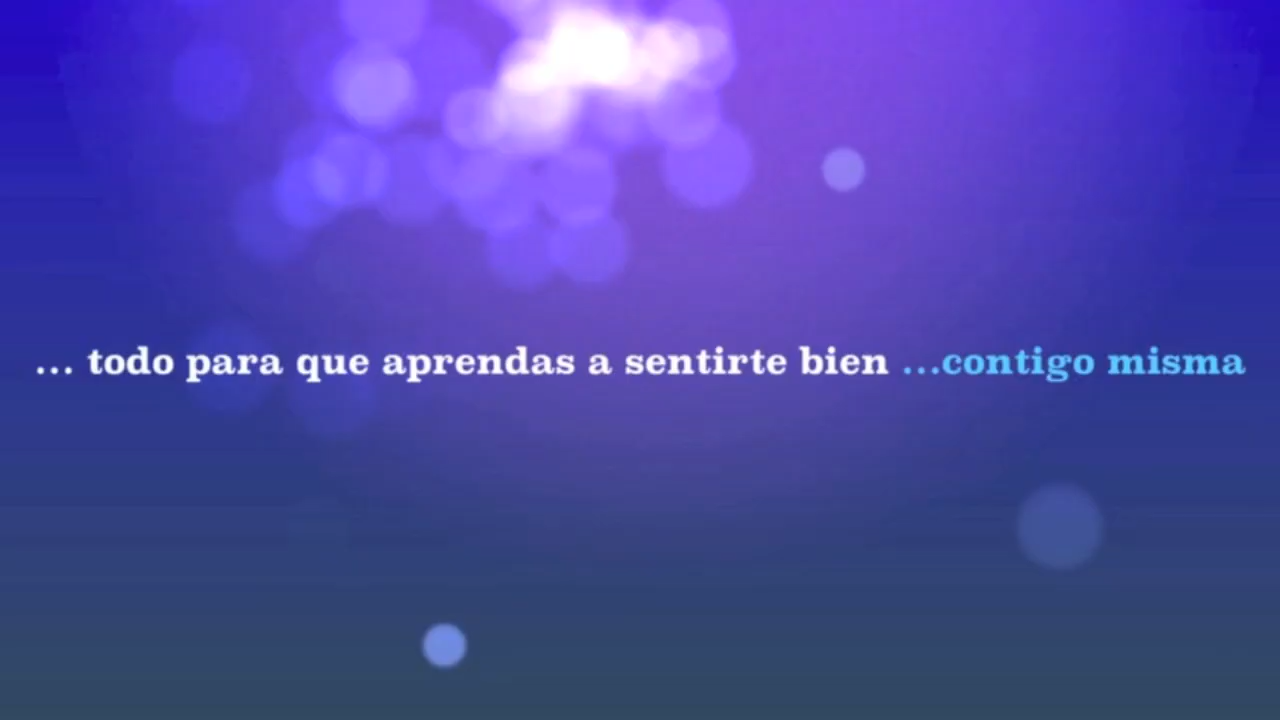 ... todo para que aprendas a sentirte bien ...contigo misma